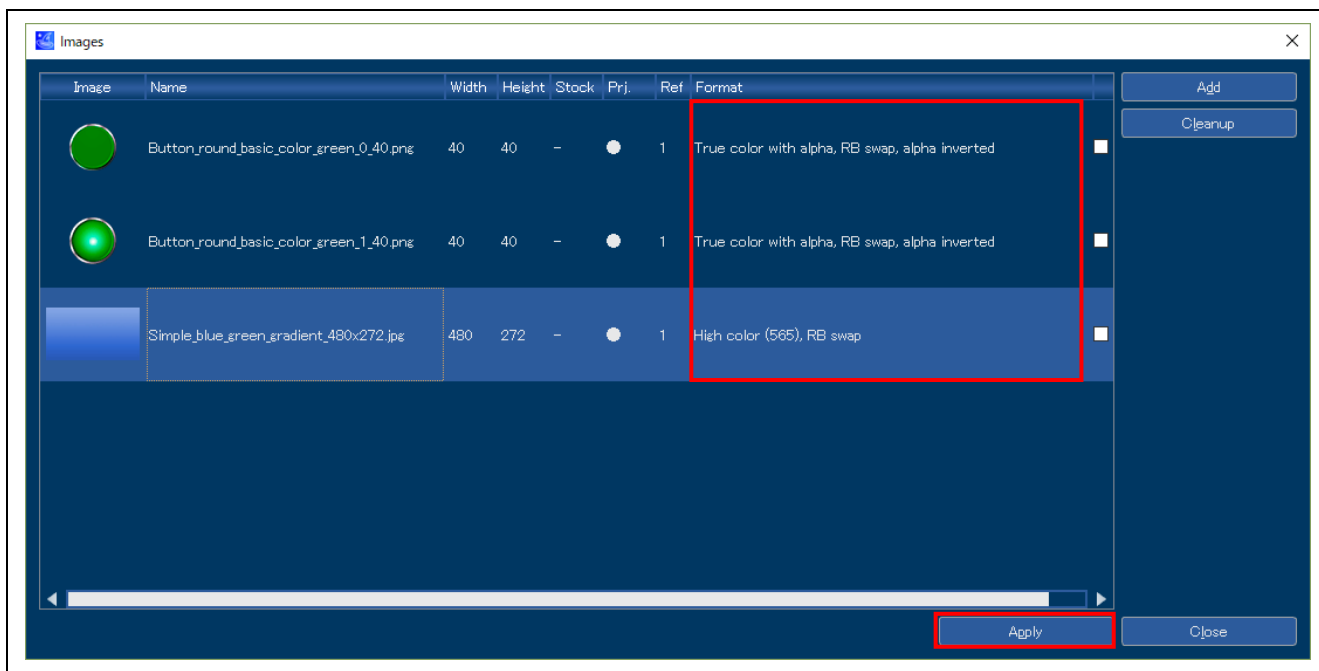 Images
Image Name Width Height Stock Prj. Ref Format
Add
Cleanup
Button_round_basic_color_green_0_40.png 40 40 - 1 True color with alpha, RB swap, alpha inverted
Button_round_basic_color_green_1_40.png 40 40 - 1 True color with alpha, RB swap, alpha inverted
Simple_blue_green_gradient_480x272.jpg 480 272 - 1 High color (565), RB swap
Apply Close